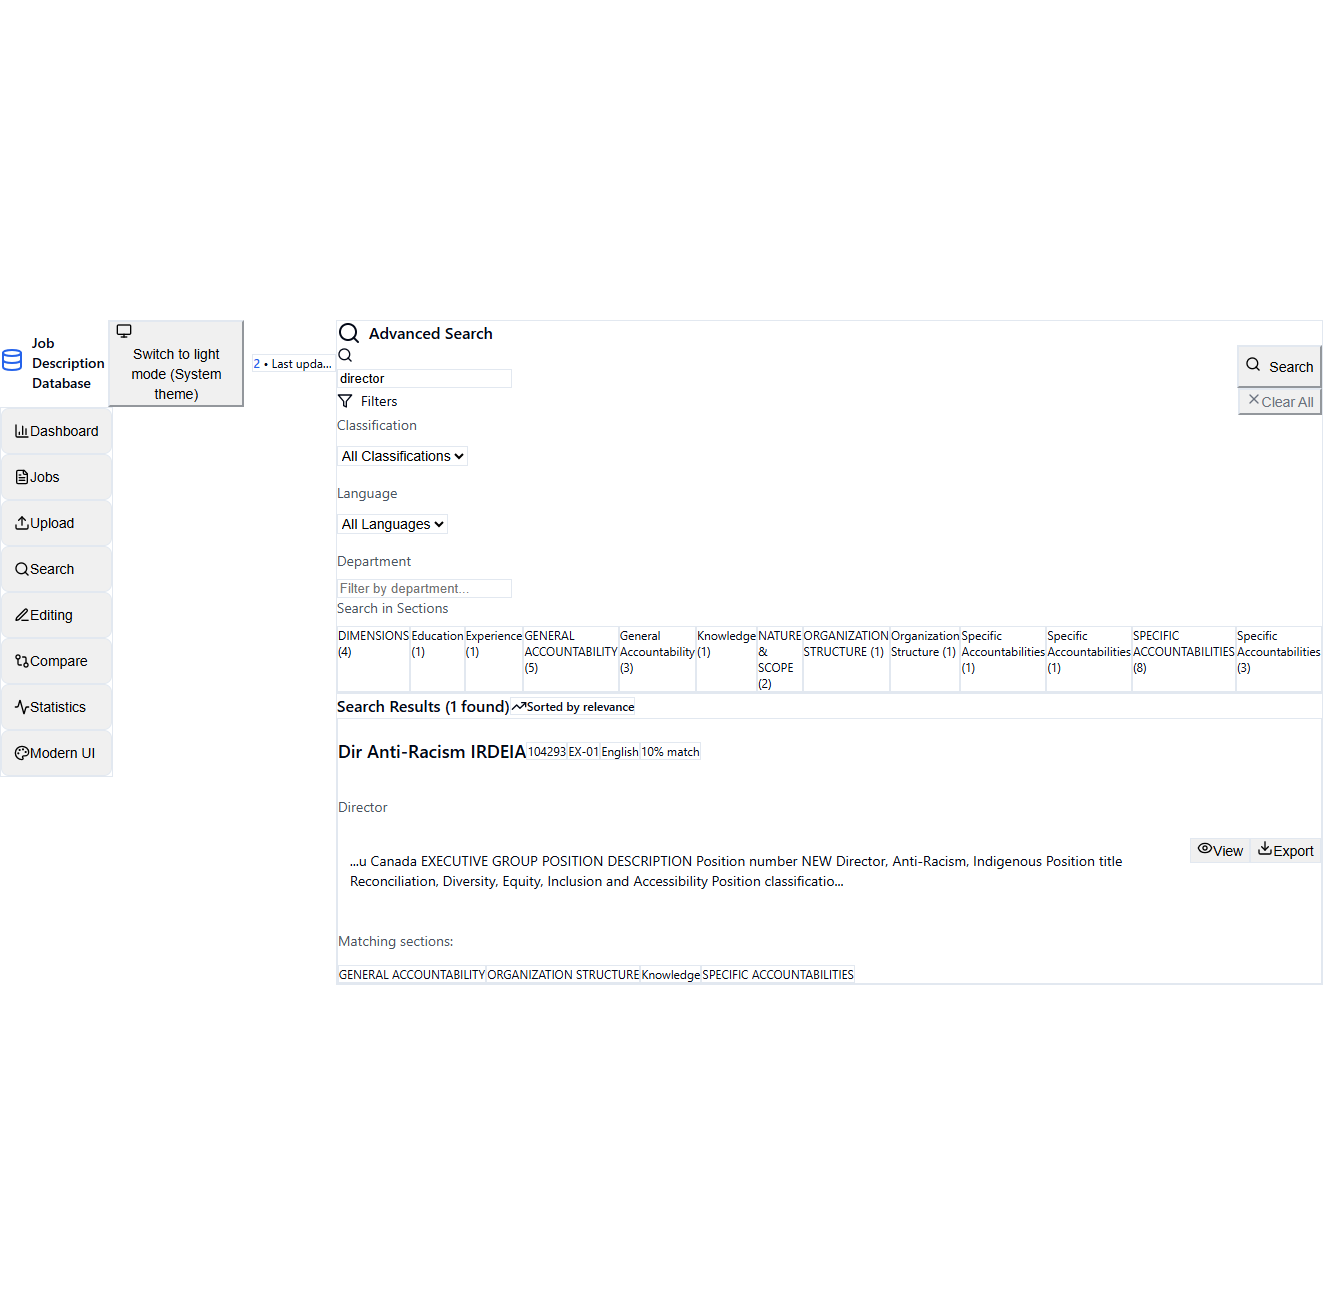 Job
Description
Database
Switch to light
mode (System
theme)
2 • Last upda...
Dashboard
Jobs
Upload
Search
Editing
Compare
Statistics
Modern UI
Advanced Search
director
Search
Filters
Clear All
Classification
All Classifications
Language
All Languages
Department
Filter by department...
Search in Sections
DIMENSIONS
(4)
Education
(1)
Experience
(1)
GENERAL
ACCOUNTABILITY
(5)
General
Accountability
(3)
Knowledge
(1)
NATURE
&
SCOPE
(2)
ORGANIZATION
STRUCTURE (1)
Organization
Structure (1)
Specific
Accountabilities
(1)
Specific
Accountabilities
(1)
SPECIFIC
ACCOUNTABILITIES
(8)
Specific
Accountabilities
(3)
Search Results (1 found) Sorted by relevance
Dir Anti-Racism IRDEIA 104293 EX-01 English 10% match
Director
...u Canada EXECUTIVE GROUP POSITION DESCRIPTION Position number NEW Director, Anti-Racism, Indigenous Position title
Reconciliation, Diversity, Equity, Inclusion and Accessibility Position classificatio...
View Export
Matching sections:
GENERAL ACCOUNTABILITY ORGANIZATION STRUCTURE Knowledge SPECIFIC ACCOUNTABILITIES